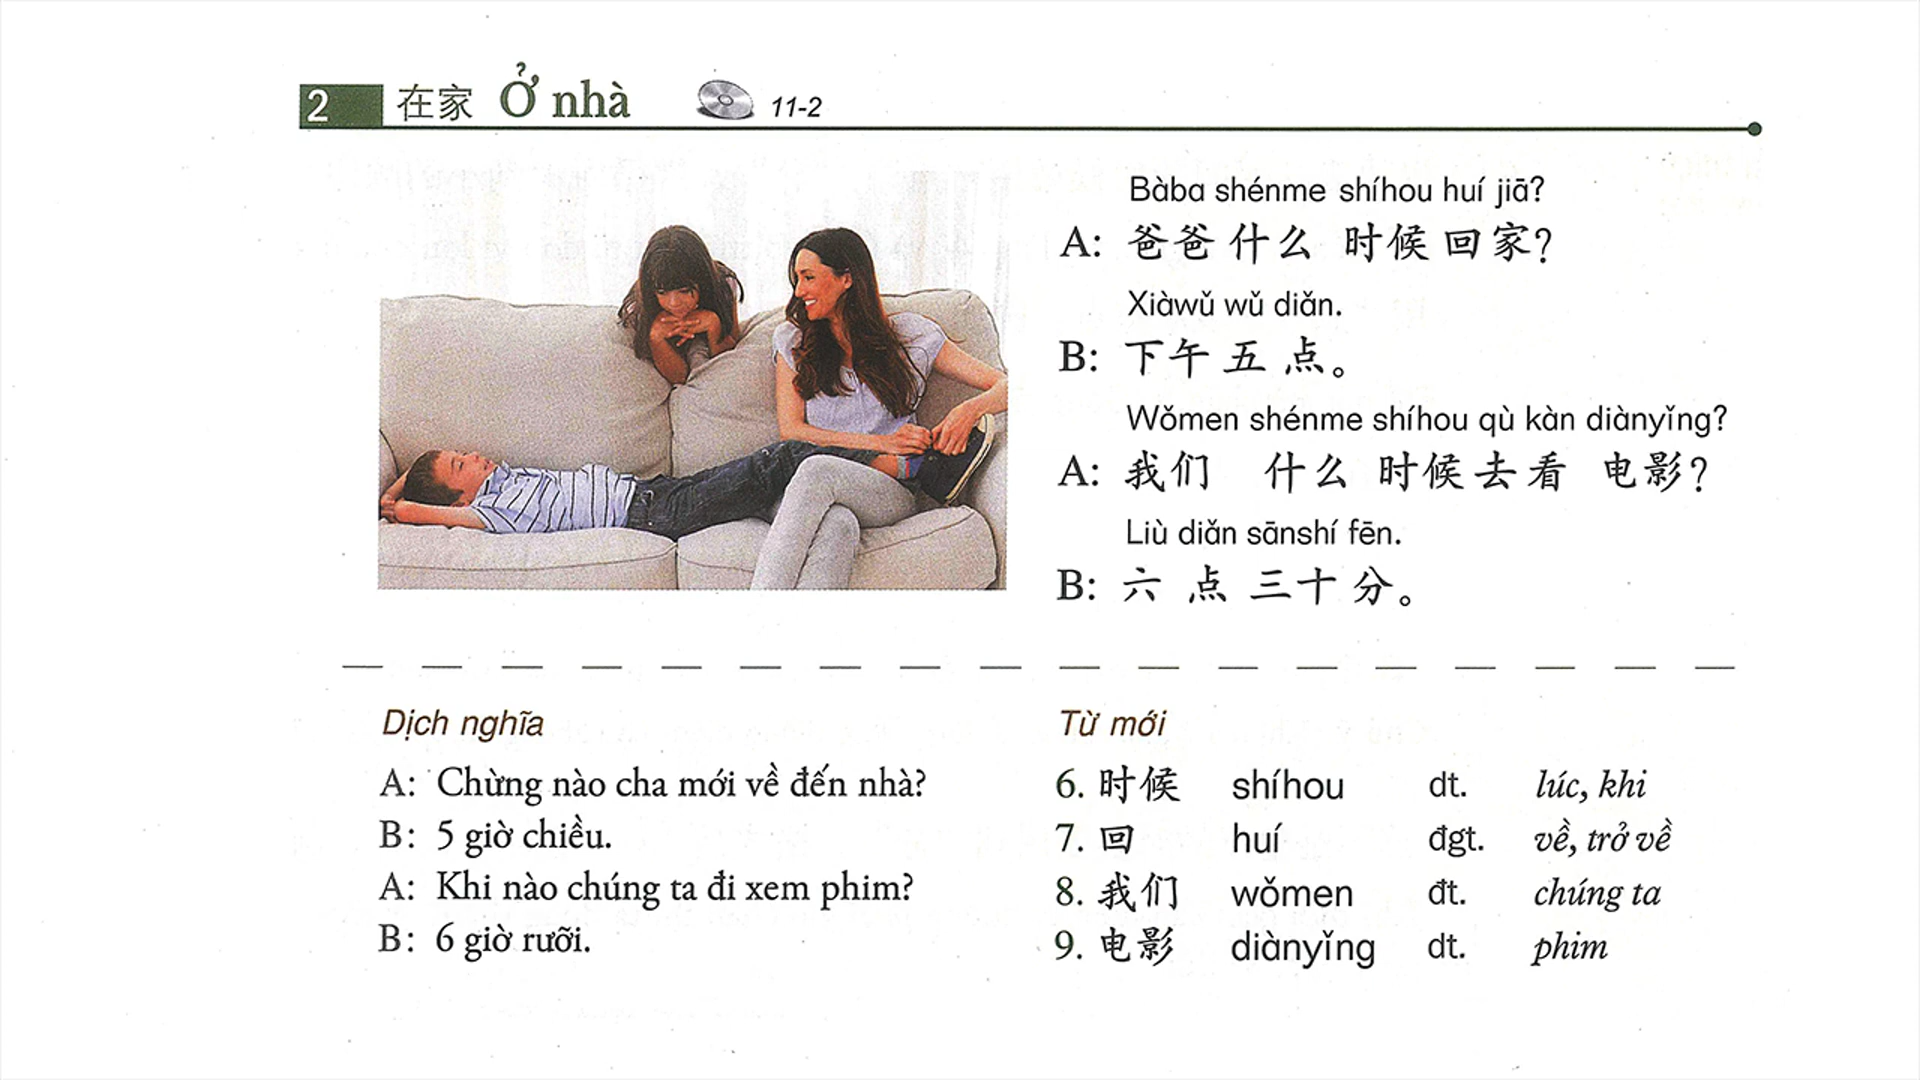 2 在家 Ở nhà 11-2
Bàba shénme shíhou huí jiā?
A: 爸爸什么 时候回家?
Xiàwǔ wǔ diǎn.
B: 下午五点。
Wǒmen shénme shíhou qù kàn diànyǐng?
A: 我们 什么 时候去看 电影?
Liù diǎn sānshí fēn.
B: 六 点 三十分。
Dịch nghĩa
A: Chừng nào cha mới về đến nhà?
B: 5 giờ chiều.
A: Khi nào chúng ta đi xem phim?
B: 6 giờ rưỡi.
Từ mới
6. 时候 shíhou dt. lúc, khi
7. 回 huí đgt. về, trở về
8. 我们 wǒmen đt. chúng ta
9. 电影 diànyǐng dt. phim